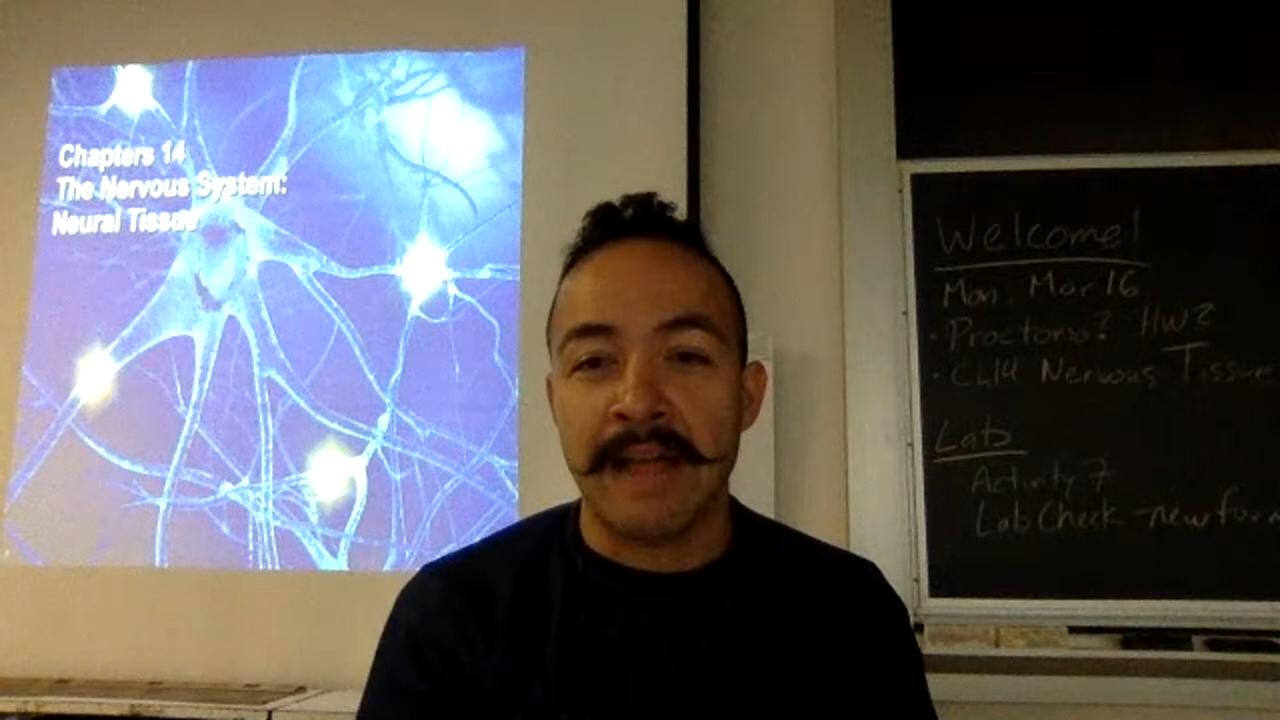 Chapters 14
The Nervous System:
Neural Tissue
Welcome!
Mon. Mar 16
· Proctorio? HW?
· Ch14 Nervous Tissue
Lab
Activity 7
Lab Check - new